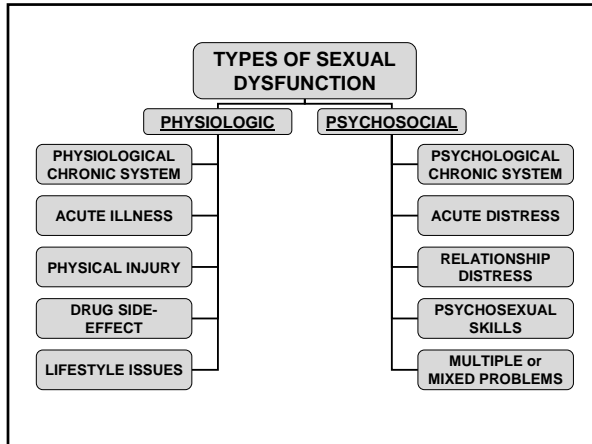 TYPES OF SEXUAL
DYSFUNCTION
PHYSIOLOGIC
PHYSIOLOGICAL
CHRONIC SYSTEM
ACUTE ILLNESS
PHYSICAL INJURY
DRUG SIDE-
EFFECT
LIFESTYLE ISSUES
PSYCHOSOCIAL
PSYCHOLOGICAL
CHRONIC SYSTEM
ACUTE DISTRESS
RELATIONSHIP
DISTRESS
PSYCHOSEXUAL
SKILLS
MULTIPLE or
MIXED PROBLEMS